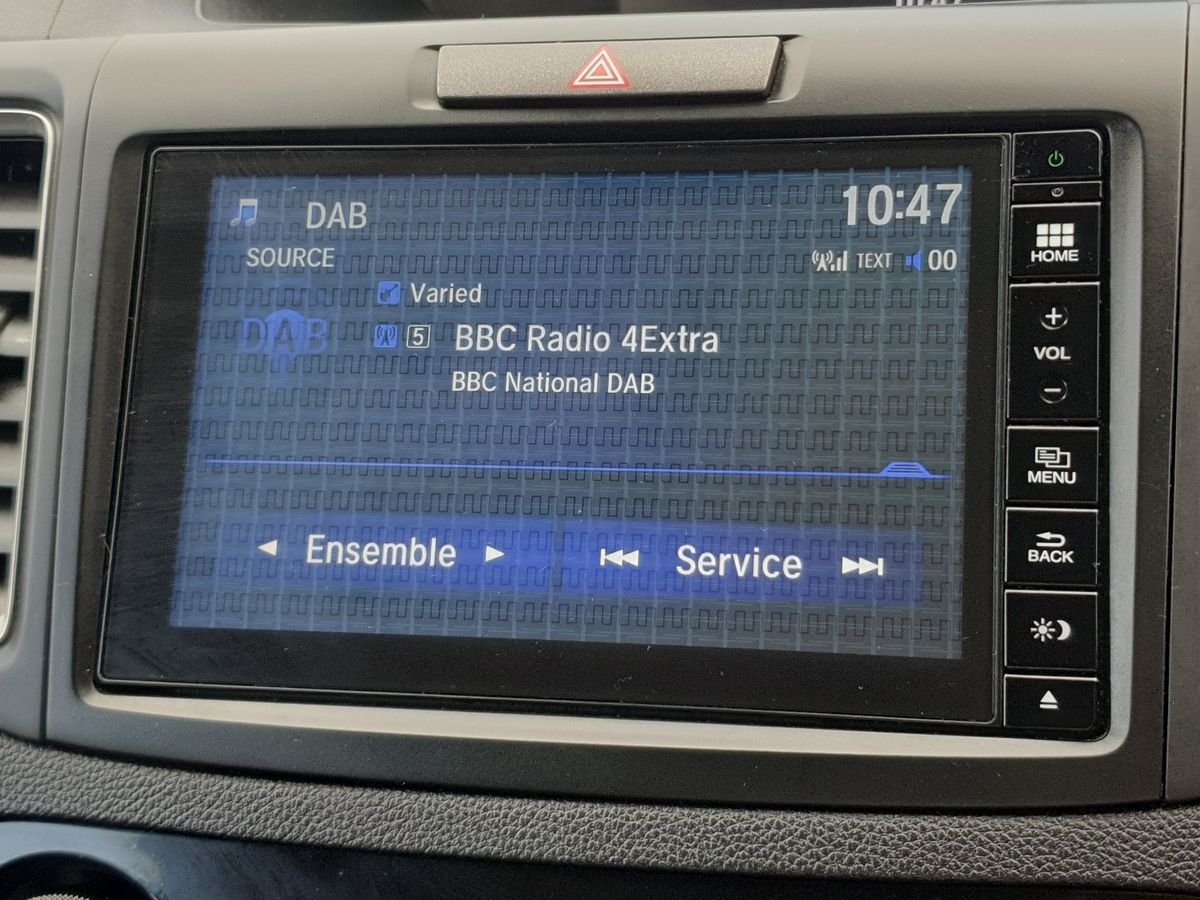 DAB
10:47
SOURCE
TEXT 00
Varied
DAB
5 BBC Radio 4Extra
BBC National DAB
Ensemble
Service
HOME
VOL
MENU
BACK